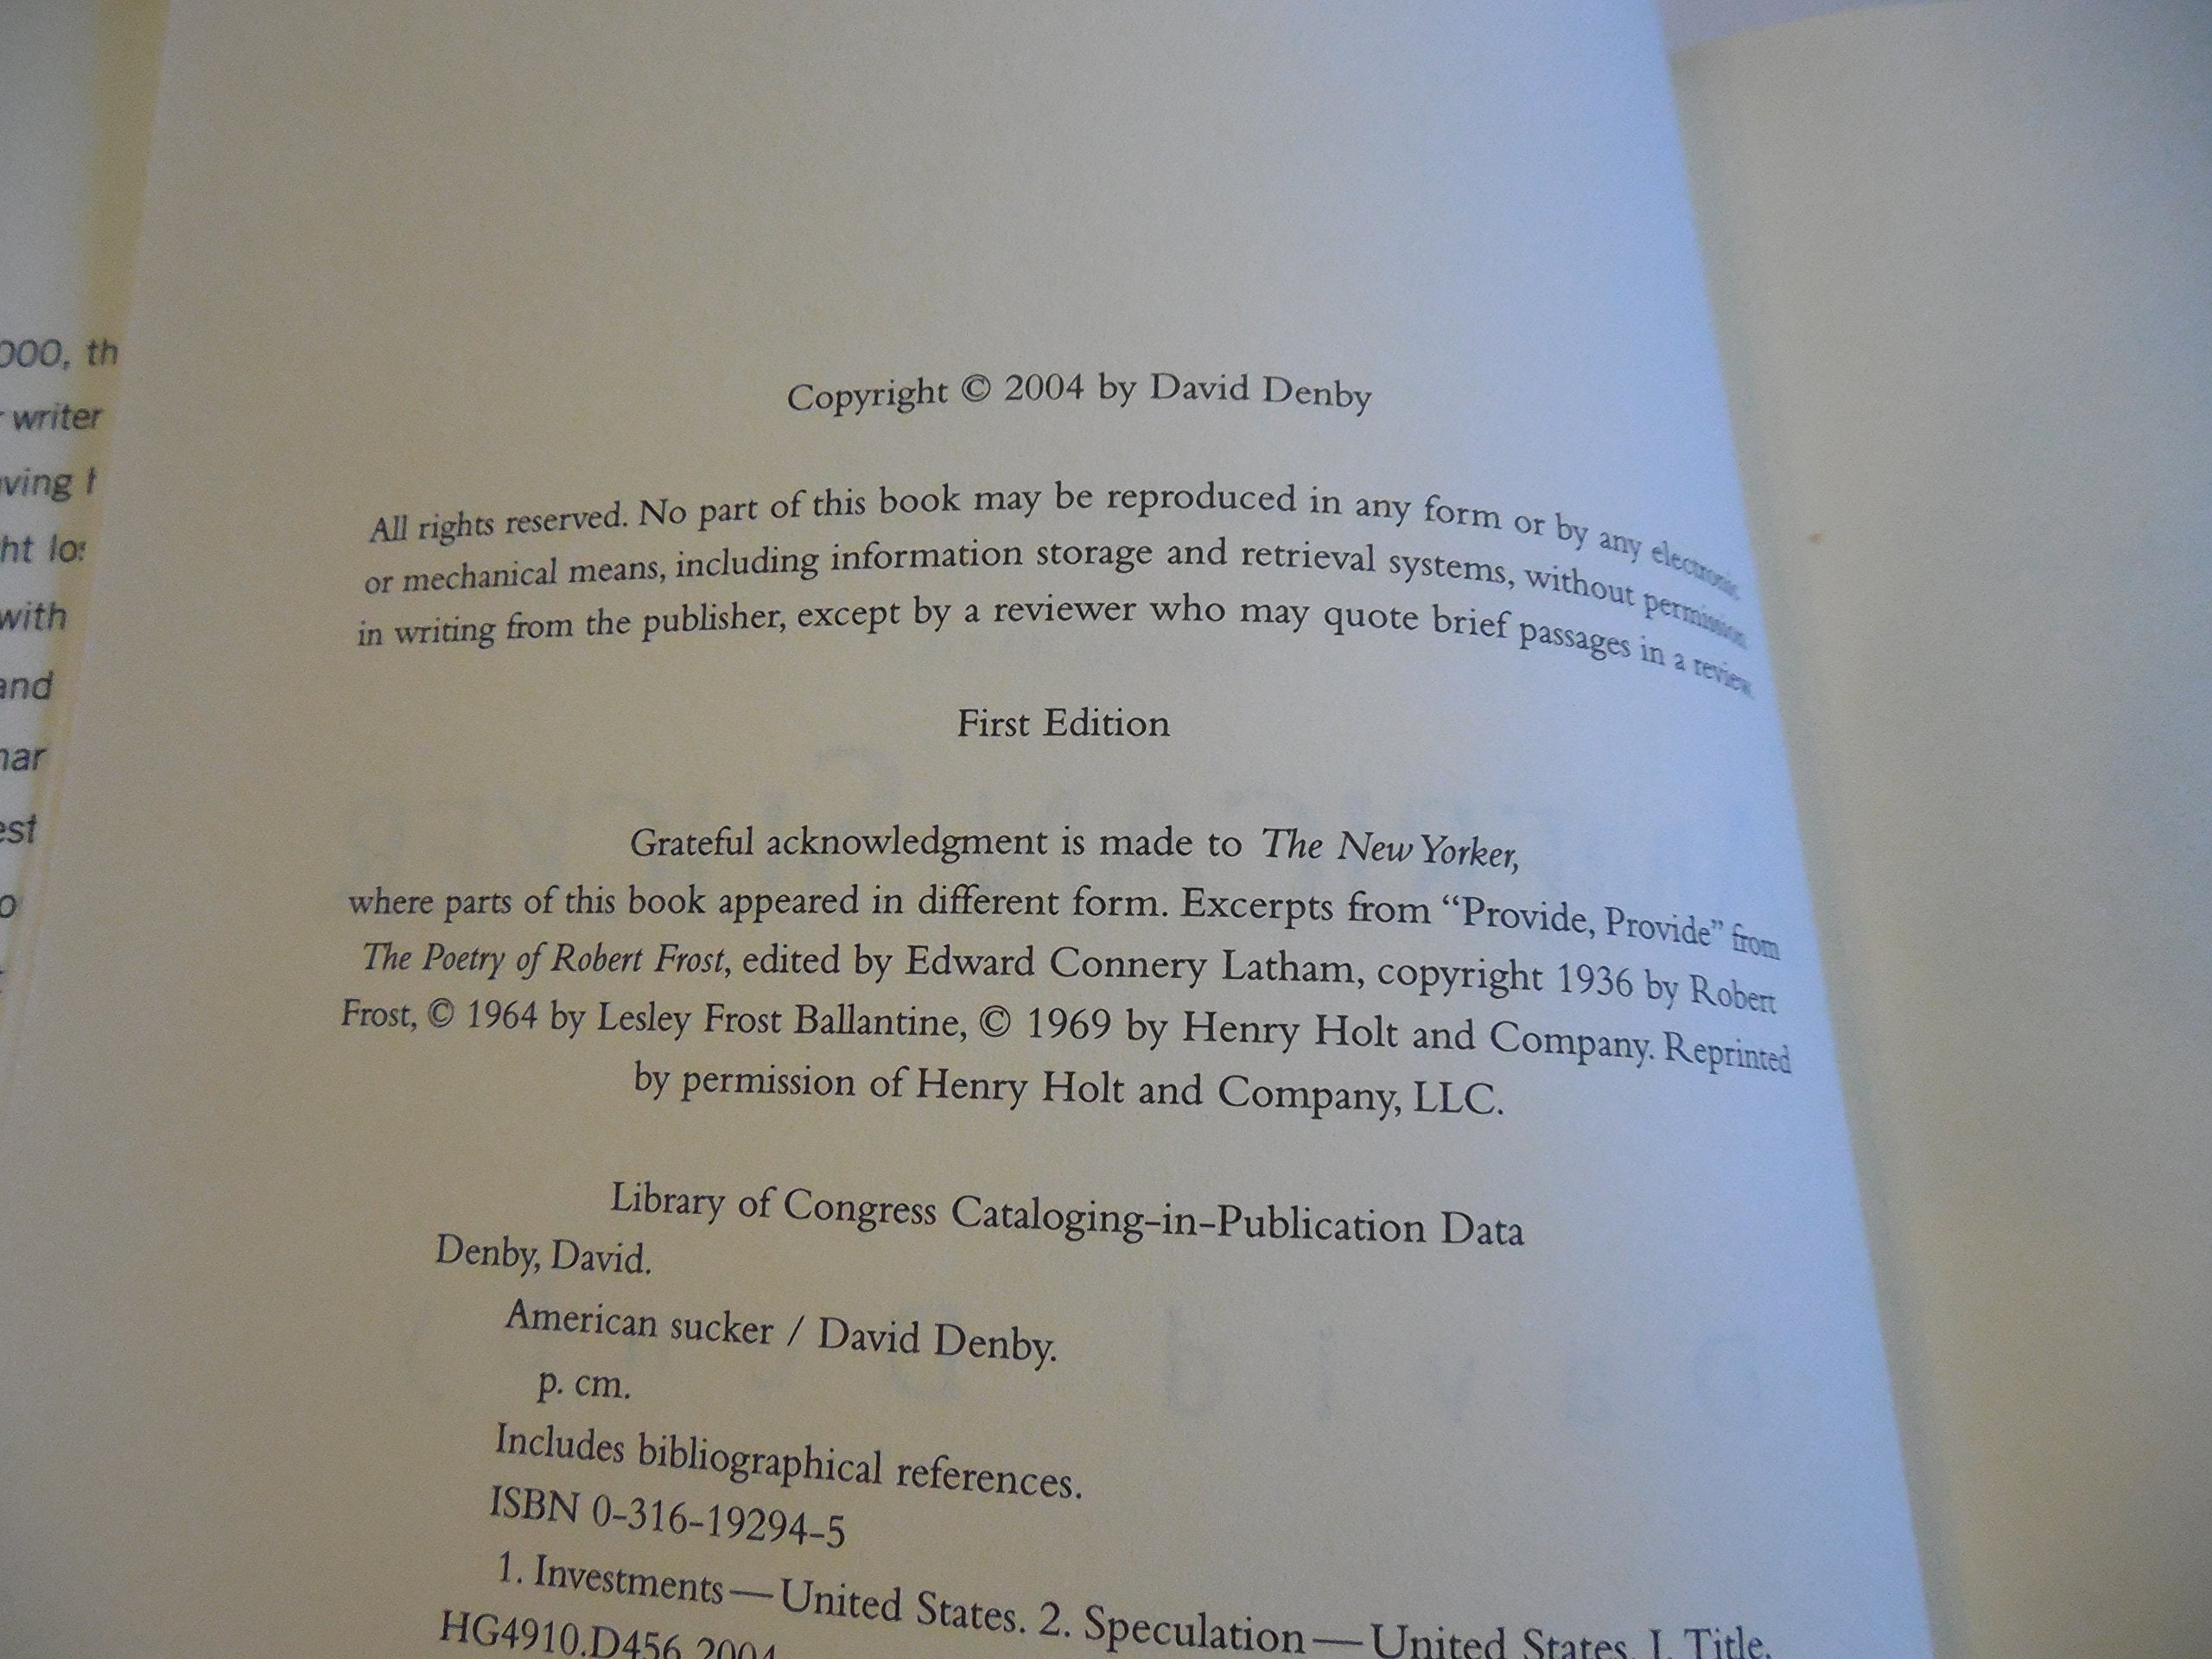 000, th
writer
ving
ht
with
and
Copyright © 2004 by David Denby
All rights reserved. No part of this book may be reproduced in any form or by any electronic
or mechanical means, including information storage and retrieval systems, without permission
in writing from the publisher, except by a reviewer who may quote brief passages in a review.
First Edition
Grateful acknowledgment is made to The New Yorker,
where parts of this book appeared in different form. Excerpts from “Provide, Provide” from
The Poetry of Robert Frost, edited by Edward Connery Latham, copyright 1936 by Robert
Frost, © 1964 by Lesley Frost Ballantine, © 1969 by Henry Holt and Company. Reprinted
by permission of Henry Holt and Company, LLC.
Library of Congress Cataloging-in-Publication Data
Denby, David.
American sucker / David Denby.
p. cm.
Includes bibliographical references.
ISBN 0-316-19294-5
1. Investments—United States. 2. Speculation—United States. I. Title.
HG4910.D456 2004